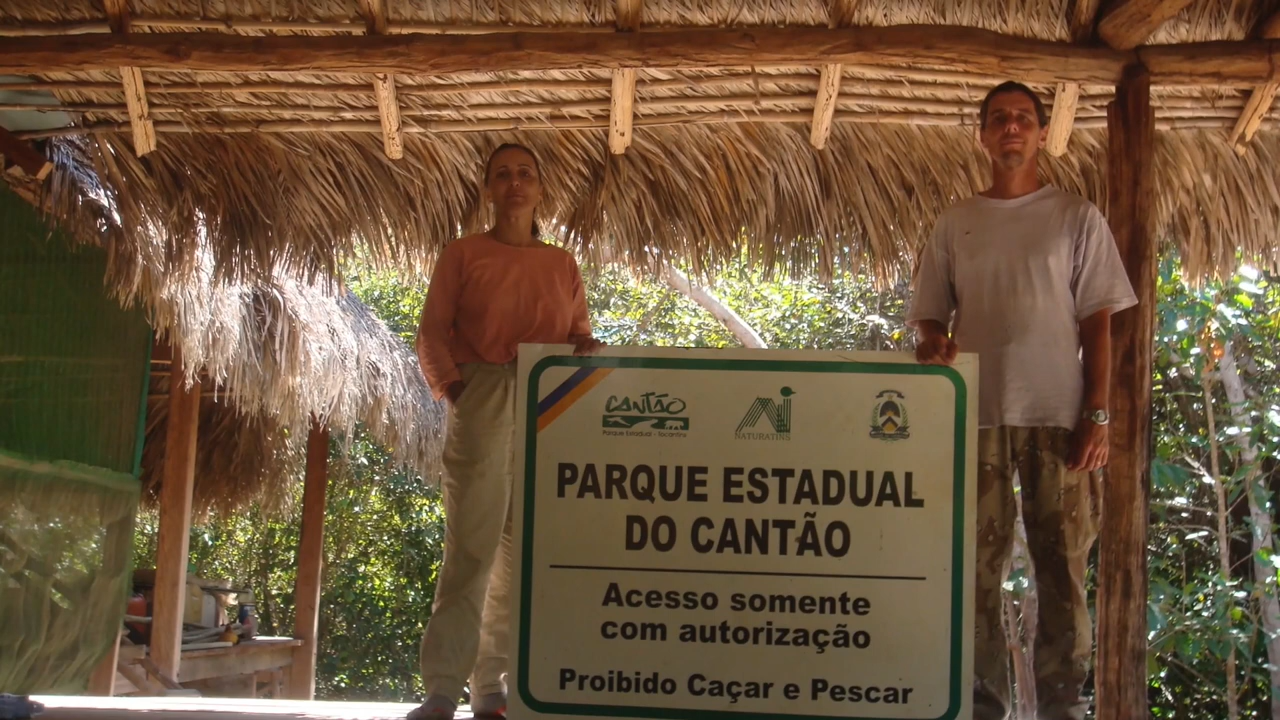 CANTÃO
Parque Estadual - Tocantins
NATURATINS
PARQUE ESTADUAL
DO CANTÃO
Acesso somente
com autorização
Proibido Caçar e Pescar